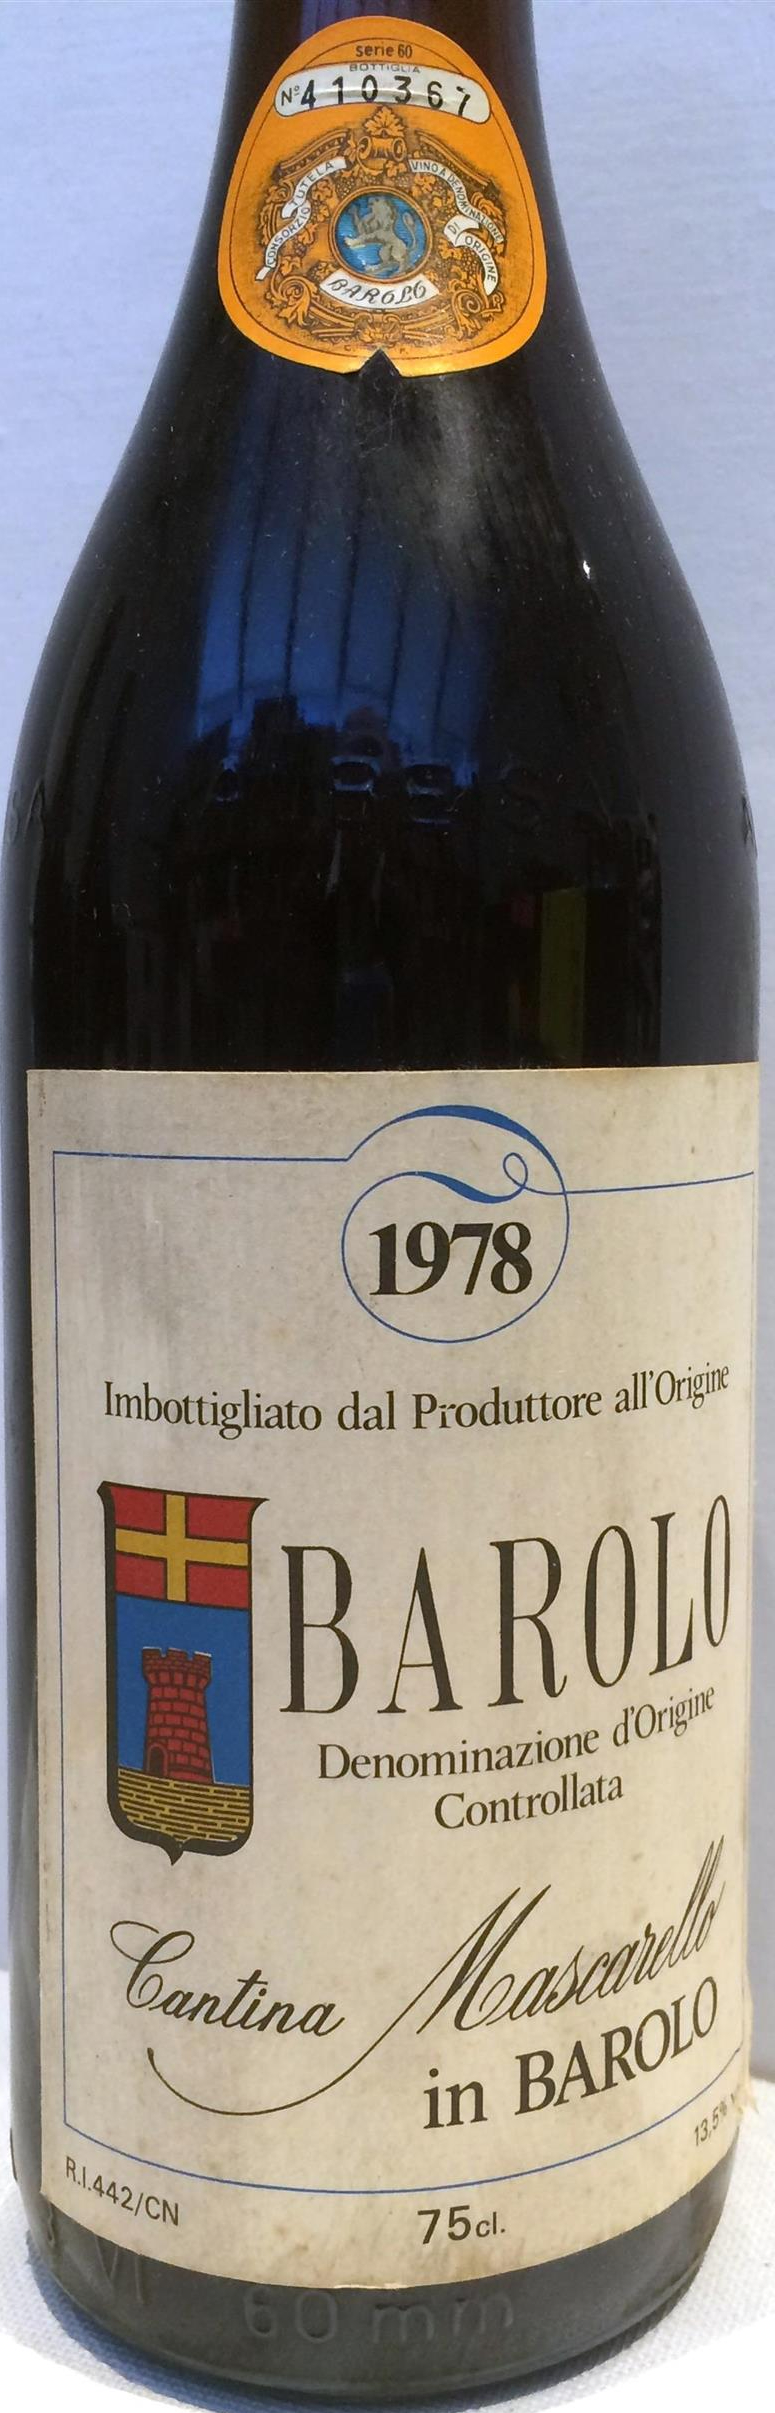 serie 60
BOTTIGLIA
Nº 410367
CONSORZIO TUTELA
VINO A DENOMINAZIONE
DI ORIGINE
BAROLO
1978
Imbottigliato dal Produttore all'Origine
BAROLO
Denominazione d'Origine
Controllata
Cantina Mascarello
in BAROLO
R.I.442/CN
75cl.
13,5%
60 mm